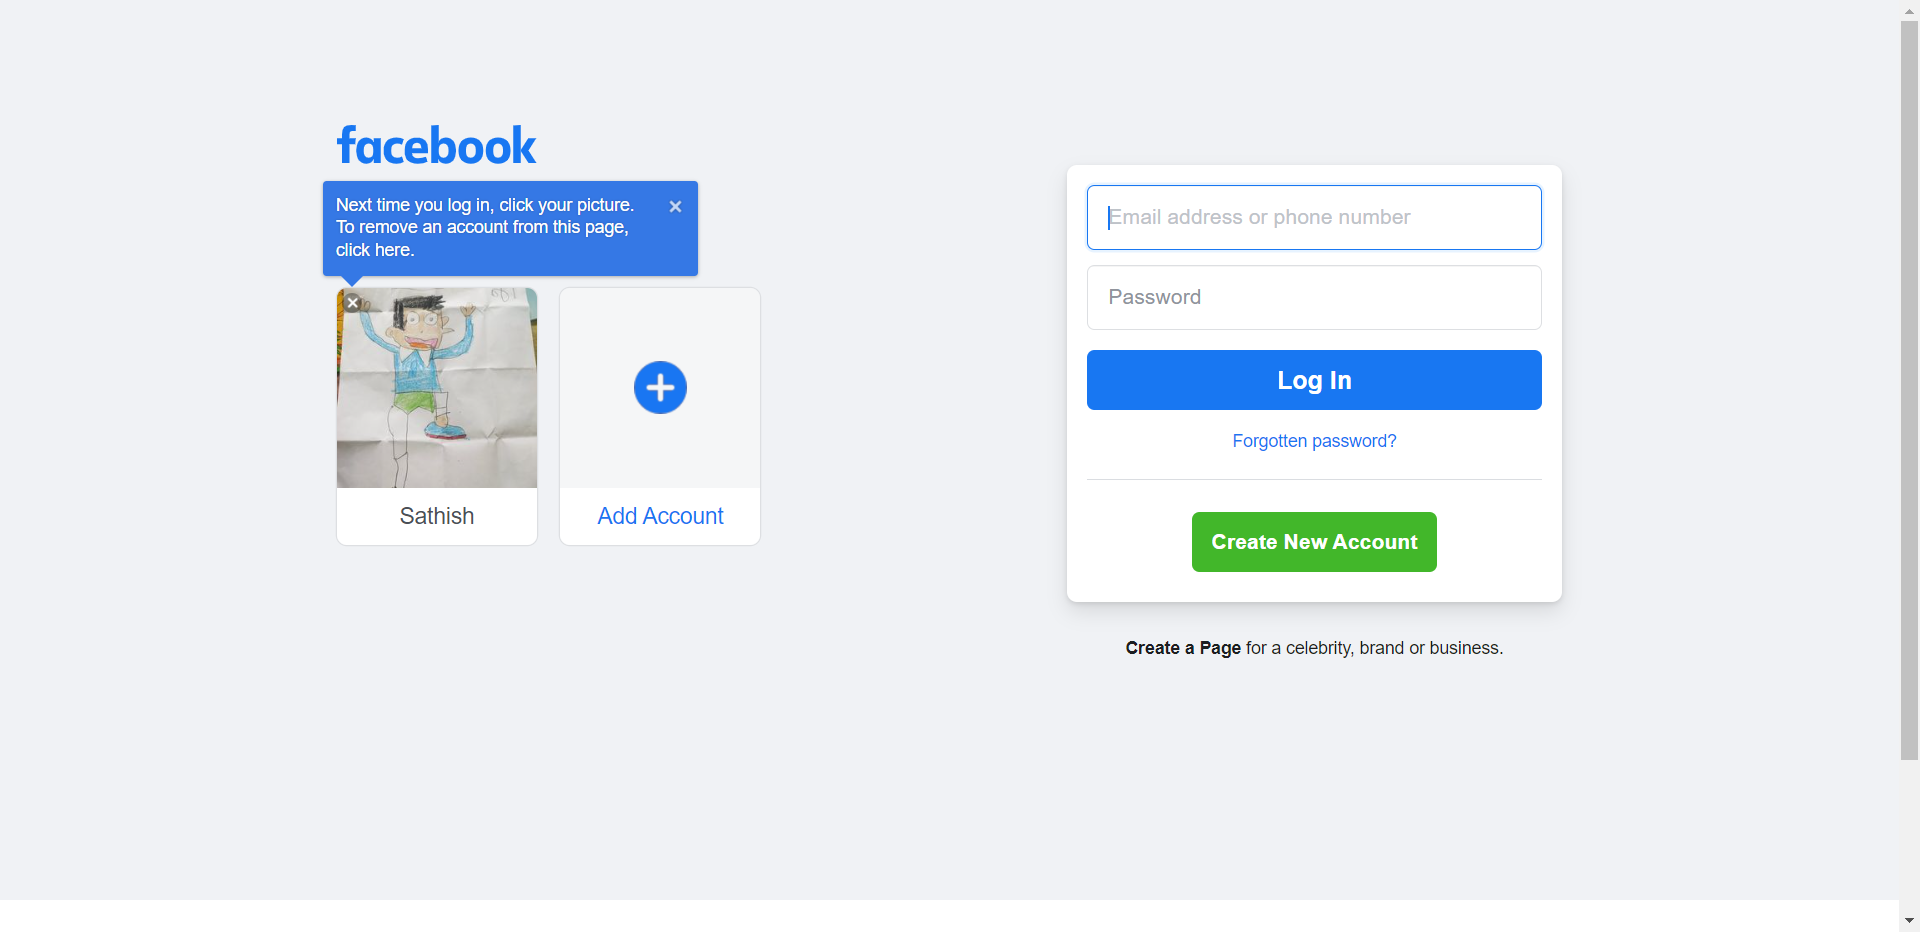 facebook
Next time you log in, click your picture.
To remove an account from this page,
click here.
Sathish
Add Account
Email address or phone number
Password
Log In
Forgotten password?
Create New Account
Create a Page for a celebrity, brand or business.